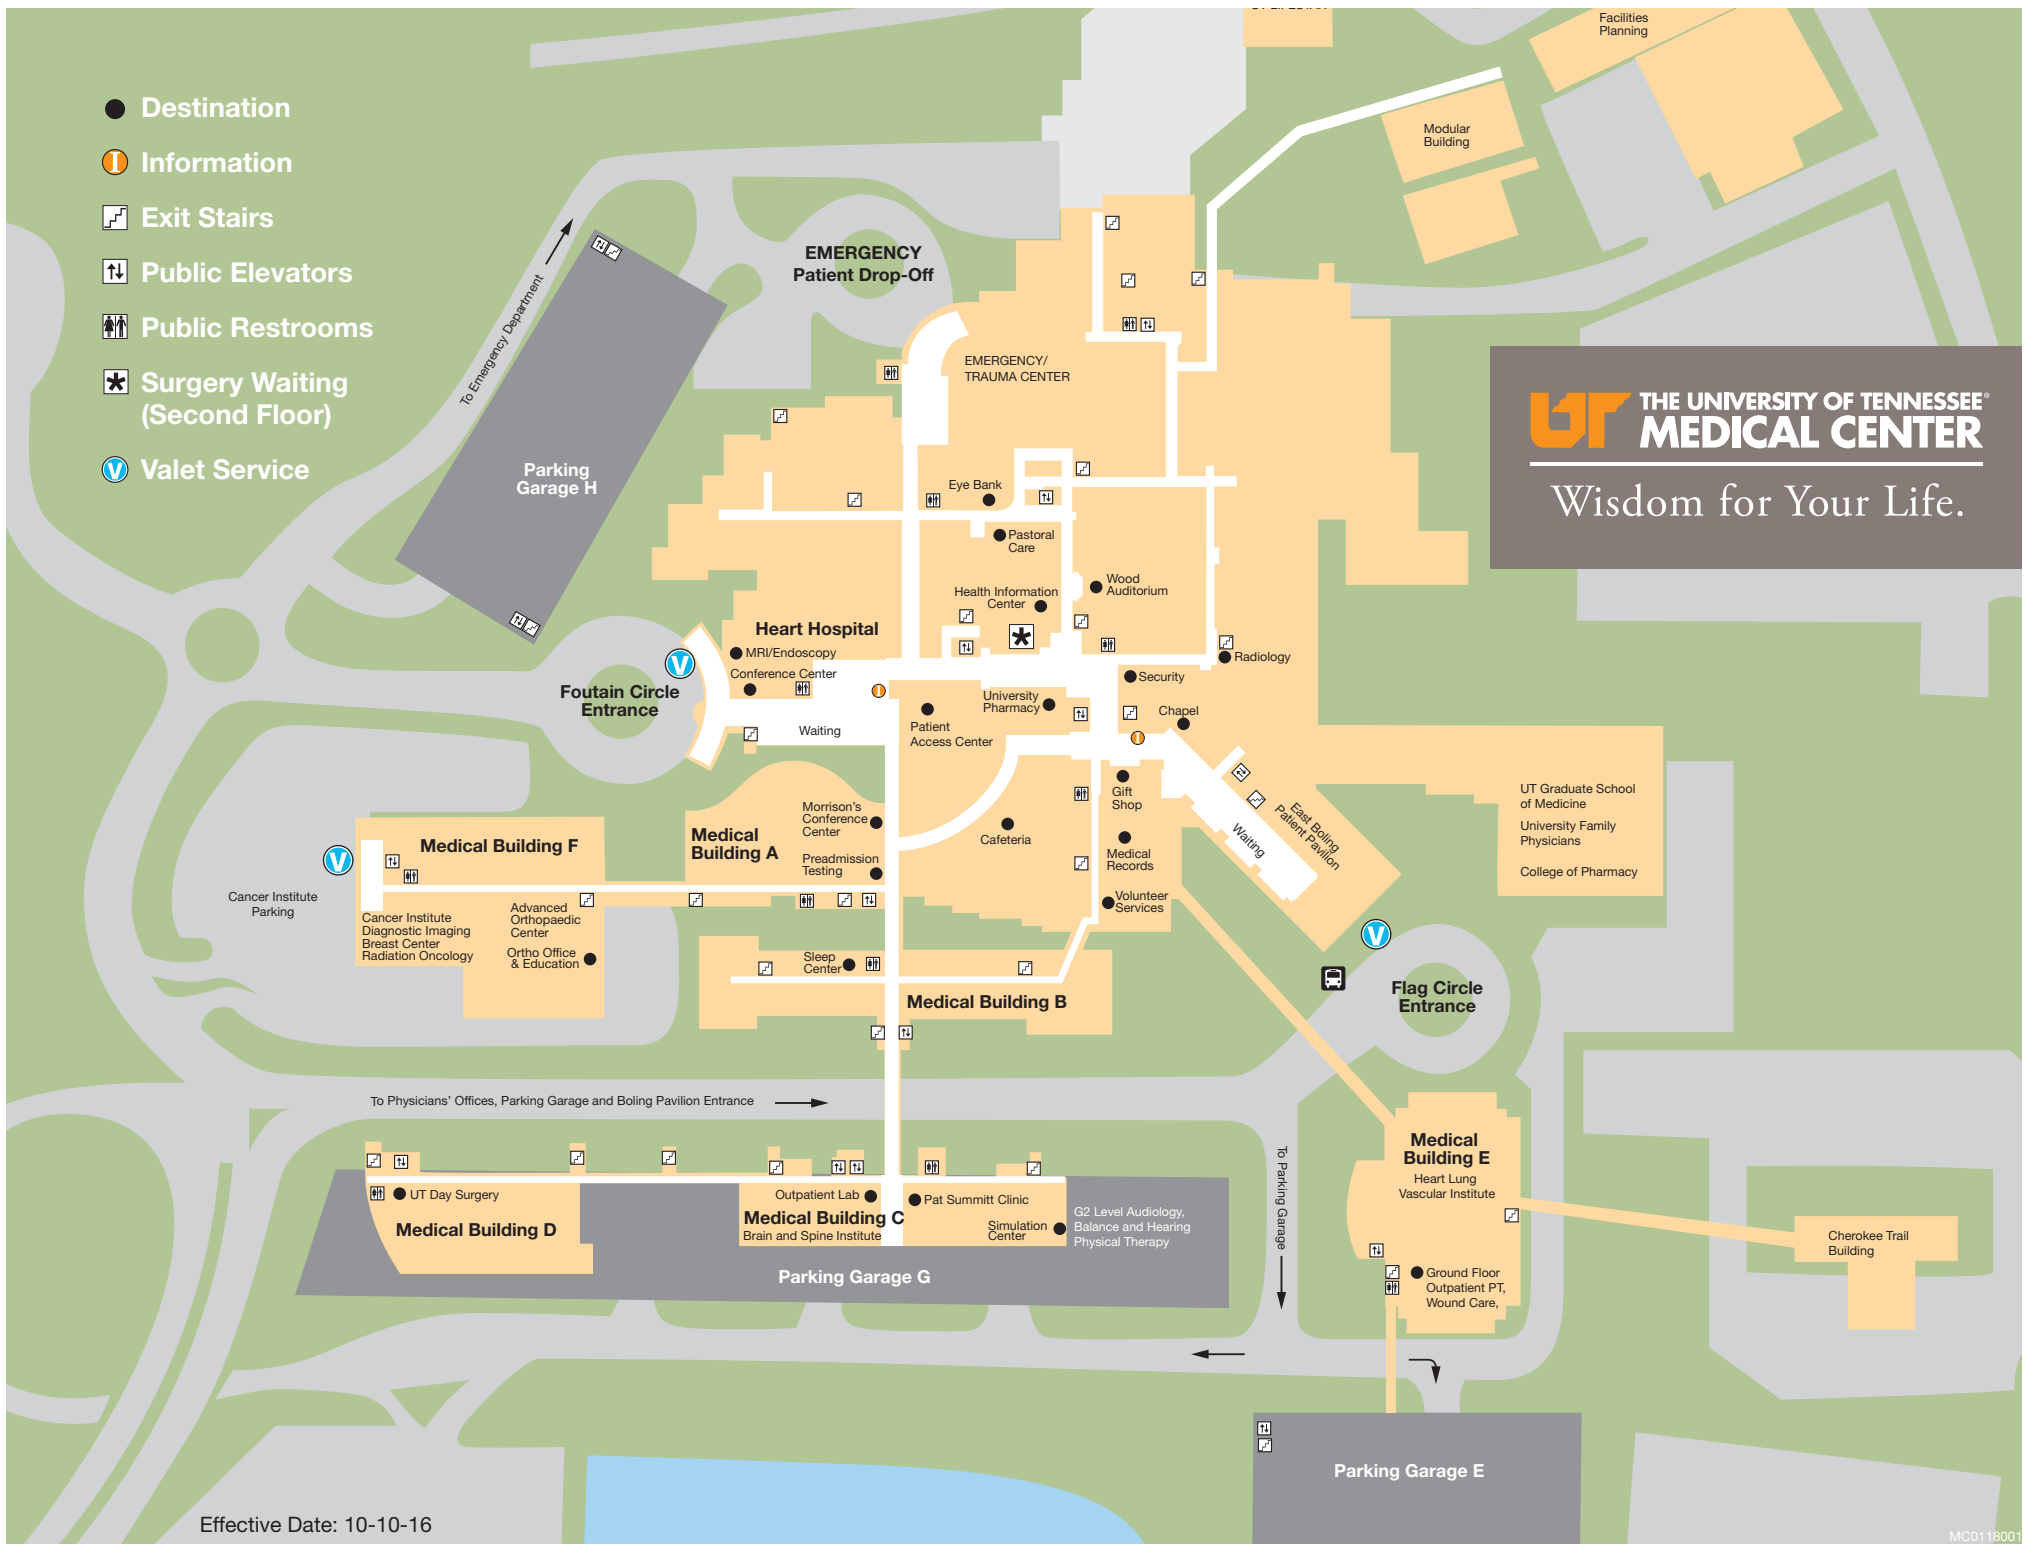 Facilities
Planning
Destination
Information
Exit Stairs
Public Elevators
Public Restrooms
Surgery Waiting
(Second Floor)
Valet Service
Modular
Building
EMERGENCY
Patient Drop-Off
To Emergency Department
EMERGENCY/
TRAUMA CENTER
Parking
Garage H
UT THE UNIVERSITY OF TENNESSEE®
MEDICAL CENTER
Wisdom for Your Life.
Eye Bank
Pastoral
Care
Wood
Auditorium
Health Information
Center
Heart Hospital
MRI/Endoscopy
Conference Center
Radiology
Security
Foutain Circle
Entrance
University
Pharmacy
Chapel
Waiting
Patient
Access Center
Gift
Shop
Morrison's
Conference
Center
Medical
Building A
Preadmission
Testing
Cafeteria
Medical
Records
Volunteer
Services
East Boling
Patient Pavilion
Waiting
UT Graduate School
of Medicine
University Family
Physicians
College of Pharmacy
Medical Building F
Cancer Institute
Parking
Cancer Institute
Diagnostic Imaging
Breast Center
Radiation Oncology
Advanced
Orthopaedic
Center
Ortho Office
& Education
Sleep
Center
Medical Building B
Flag Circle
Entrance
To Physicians' Offices, Parking Garage and Boling Pavilion Entrance
To Parking Garage
Medical
Building E
Heart Lung
Vascular Institute
Ground Floor
Outpatient PT,
Wound Care,
Cherokee Trail
Building
UT Day Surgery
Medical Building D
Outpatient Lab
Medical Building C
Brain and Spine Institute
Pat Summitt Clinic
Simulation
Center
G2 Level Audiology,
Balance and Hearing
Physical Therapy
Parking Garage G
Parking Garage E
Effective Date: 10-10-16
MC0118001